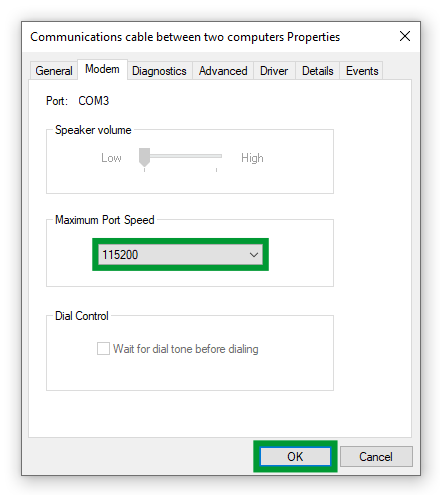 Communications cable between two computers Properties
General Modem Diagnostics Advanced Driver Details Events
Port: COM3
Speaker volume
Low High
Maximum Port Speed
115200
Dial Control
Wait for dial tone before dialing
OK Cancel